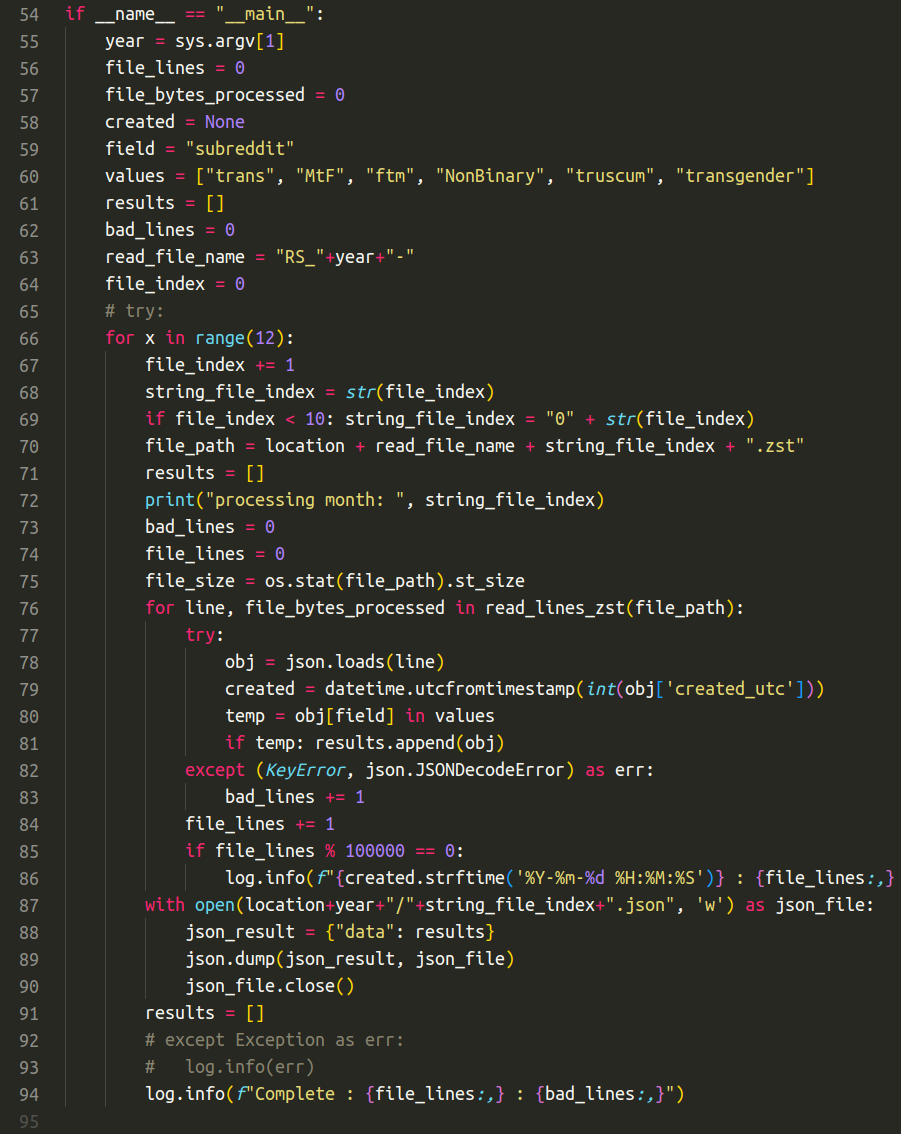 54 if __name__ == "__main__":
55     year = sys.argv[1]
56     file_lines = 0
57     file_bytes_processed = 0
58     created = None
59     field = "subreddit"
60     values = ["trans", "MtF", "ftm", "NonBinary", "truscum", "transgender"]
61     results = []
62     bad_lines = 0
63     read_file_name = "RS_"+year+"-"
64     file_index = 0
65     # try:
66     for x in range(12):
67         file_index += 1
68         string_file_index = str(file_index)
69         if file_index < 10: string_file_index = "0" + str(file_index)
70         file_path = location + read_file_name + string_file_index + ".zst"
71         results = []
72         print("processing month: ", string_file_index)
73         bad_lines = 0
74         file_lines = 0
75         file_size = os.stat(file_path).st_size
76         for line, file_bytes_processed in read_lines_zst(file_path):
77             try:
78                 obj = json.loads(line)
79                 created = datetime.utcfromtimestamp(int(obj['created_utc']))
80                 temp = obj[field] in values
81                 if temp: results.append(obj)
82             except (KeyError, json.JSONDecodeError) as err:
83                 bad_lines += 1
84             file_lines += 1
85             if file_lines % 100000 == 0:
86                 log.info(f"{created.strftime('%Y-%m-%d %H:%M:%S')} : {file_lines:,}
87         with open(location+year+"/"+string_file_index+".json", 'w') as json_file:
88             json_result = {"data": results}
89             json.dump(json_result, json_file)
90             json_file.close()
91         results = []
92         # except Exception as err:
93         #   log.info(err)
94         log.info(f"Complete : {file_lines:,} : {bad_lines:,}")
95